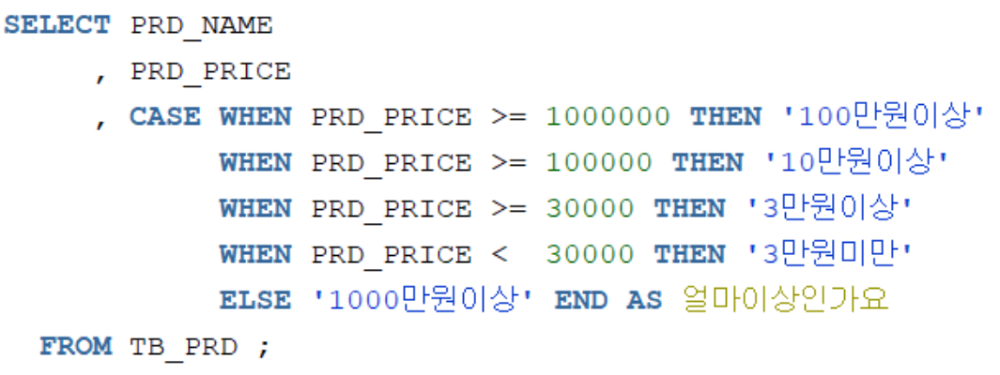 SELECT PRD_NAME
, PRD_PRICE
, CASE WHEN PRD_PRICE >= 1000000 THEN '100만원이상'
WHEN PRD_PRICE >= 100000 THEN '10만원이상'
WHEN PRD_PRICE >= 30000 THEN '3만원이상'
WHEN PRD_PRICE < 30000 THEN '3만원미만'
ELSE '1000만원이상' END AS 얼마이상인가요
FROM TB_PRD ;